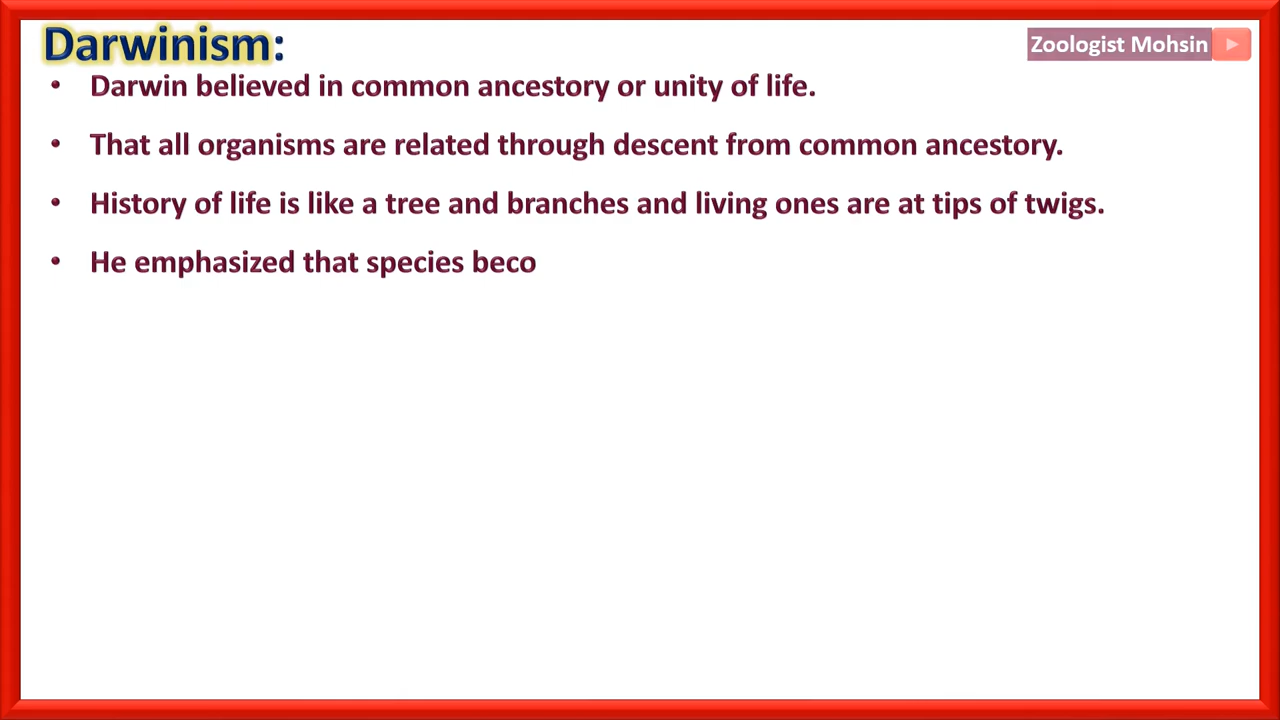 Darwinism:
Zoologist Mohsin
• Darwin believed in common ancestory or unity of life.
• That all organisms are related through descent from common ancestory.
• History of life is like a tree and branches and living ones are at tips of twigs.
• He emphasized that species beco